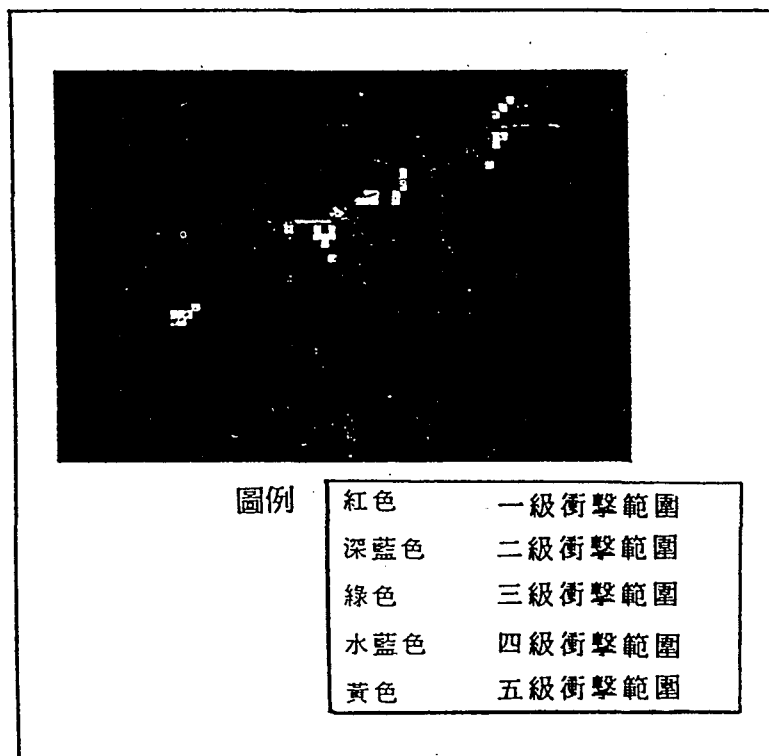 圖例
紅色 一級衝擊範圍
深藍色 二級衝擊範圍
綠色 三級衝擊範圍
水藍色 四級衝擊範圍
黃色 五級衝擊範圍